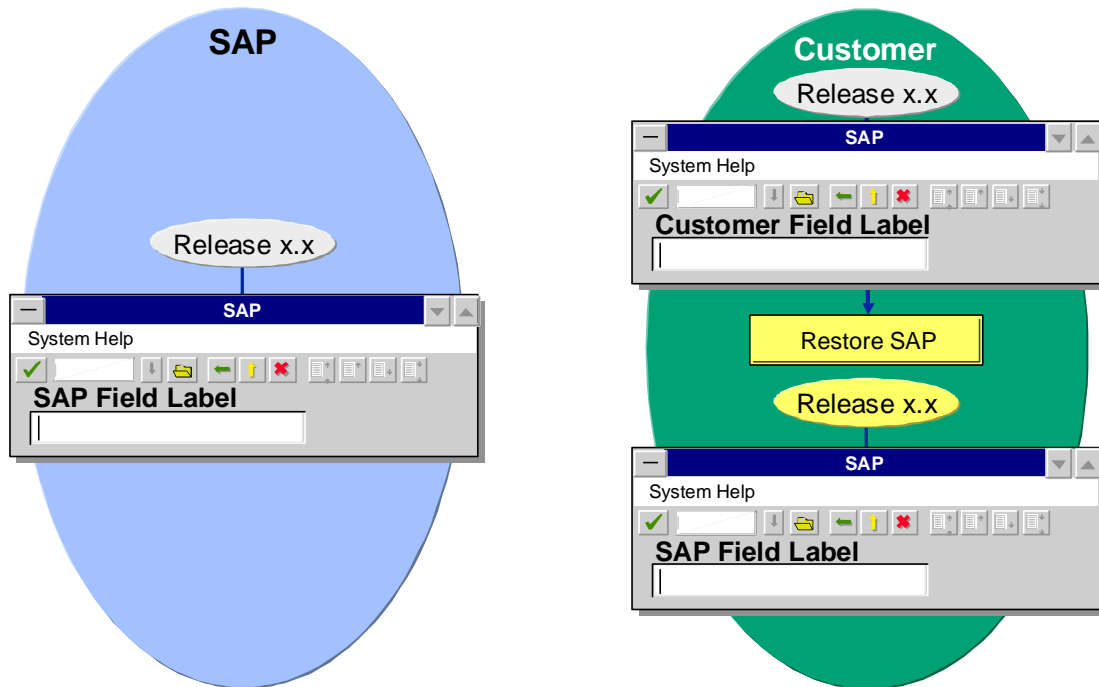 SAP
Release x.x
SAP
System Help
SAP Field Label
Customer
Release x.x
SAP
System Help
Customer Field Label
Restore SAP
Release x.x
SAP
System Help
SAP Field Label